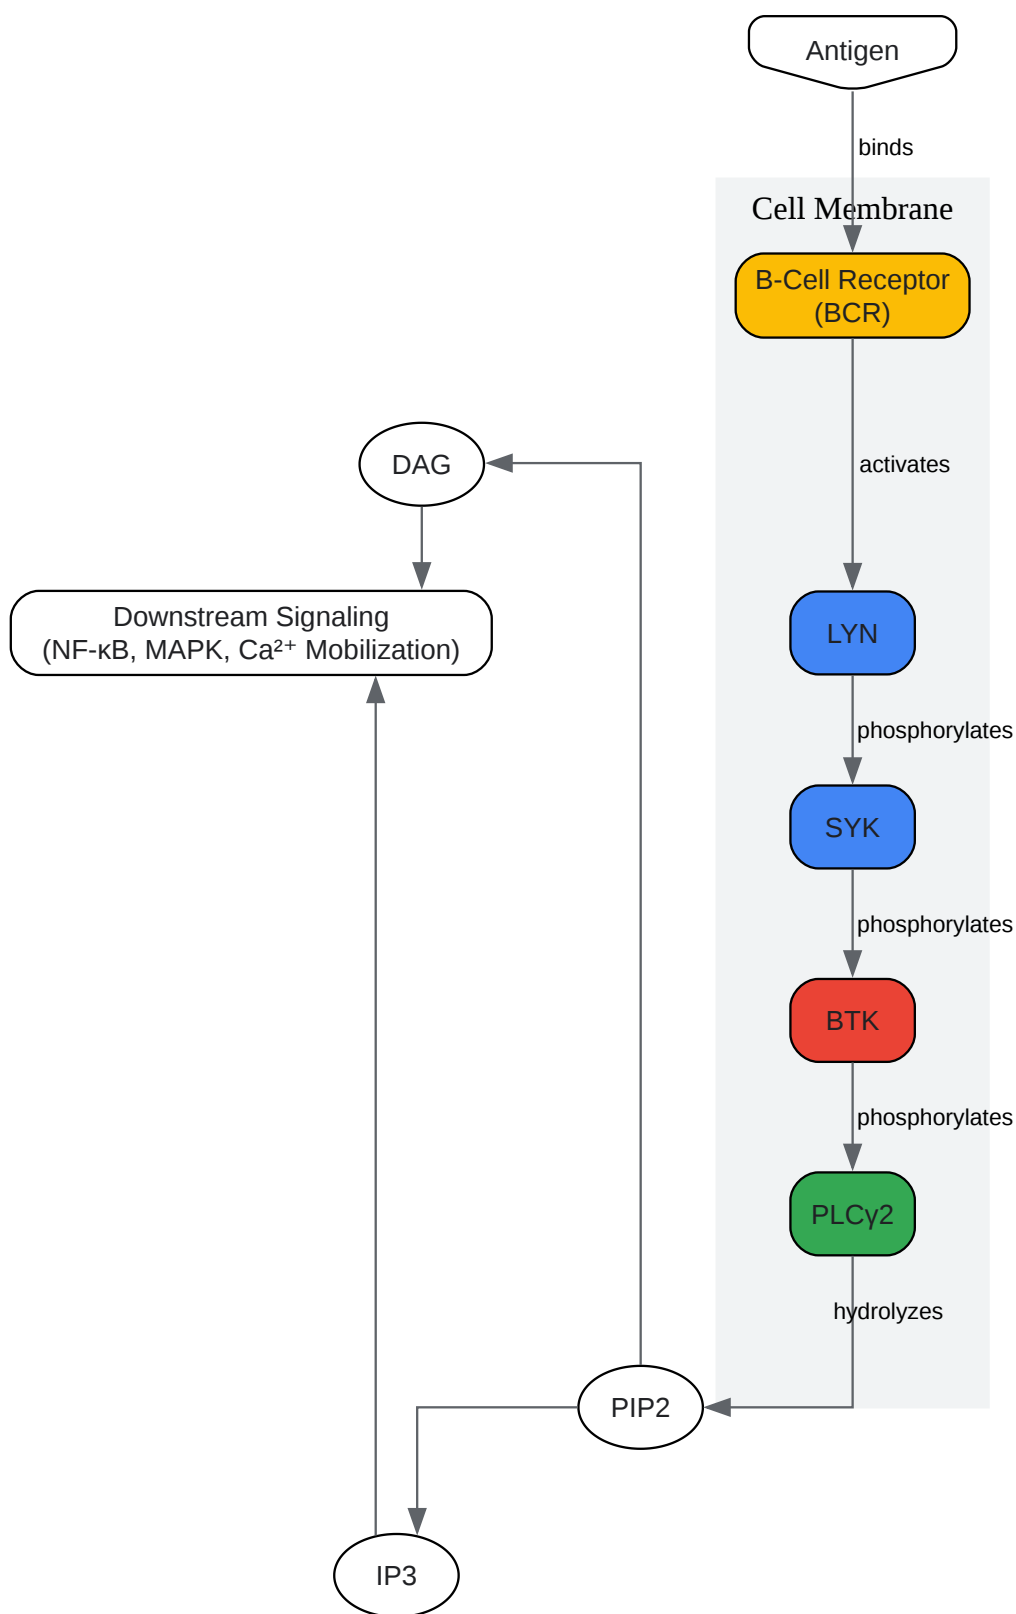 Antigen
binds
Cell Membrane
B-Cell Receptor
(BCR)
activates
DAG
Downstream Signaling
(NF-κB, MAPK, Ca²⁺ Mobilization)
LYN
phosphorylates
SYK
phosphorylates
BTK
phosphorylates
PLCγ2
hydrolyzes
PIP2
IP3